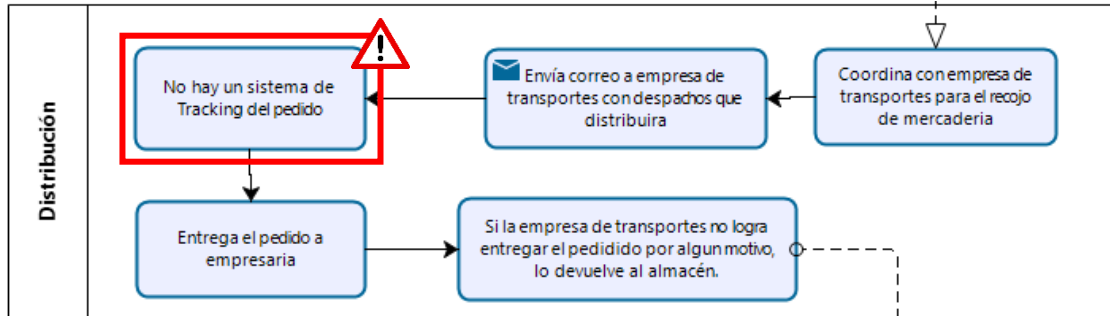 Distribución
Coordina con empresa de
transportes para el recojo
de mercaderia
Envía correo a empresa de
transportes con despachos que
distribuira
No hay un sistema de
Tracking del pedido
!
Entrega el pedido a
empresaria
Si la empresa de transportes no logra
entregar el pedidido por algun motivo,
lo devuelve al almacén.